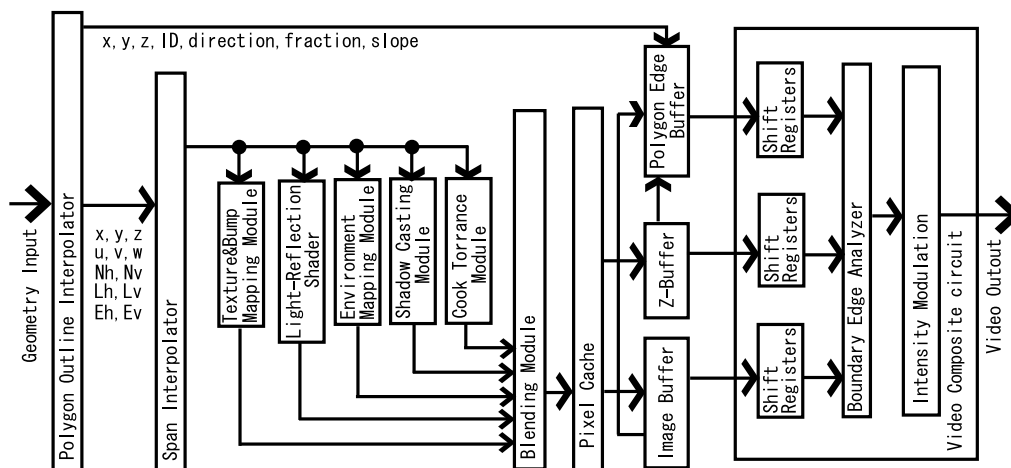 x, y, z, ID, direction, fraction, slope
Geometry Input
Polygon Outline Interpolator
x, y, z
u, v, w
Nh, Nv
Lh, Lv
Eh, Ev
Span Interpolator
Texture&Bump
Mapping Module
Light-Reflection
Shader
Environment
Mapping Module
Shadow Casting
Module
Cook Torrance
Module
Blending Module
Pixel Cache
Polygon Edge
Buffer
Z-Buffer
Image Buffer
Shift
Registers
Shift
Registers
Shift
Registers
Boundary Edge Analyzer
Intensity Modulation
Video Composite circuit
Video Outout